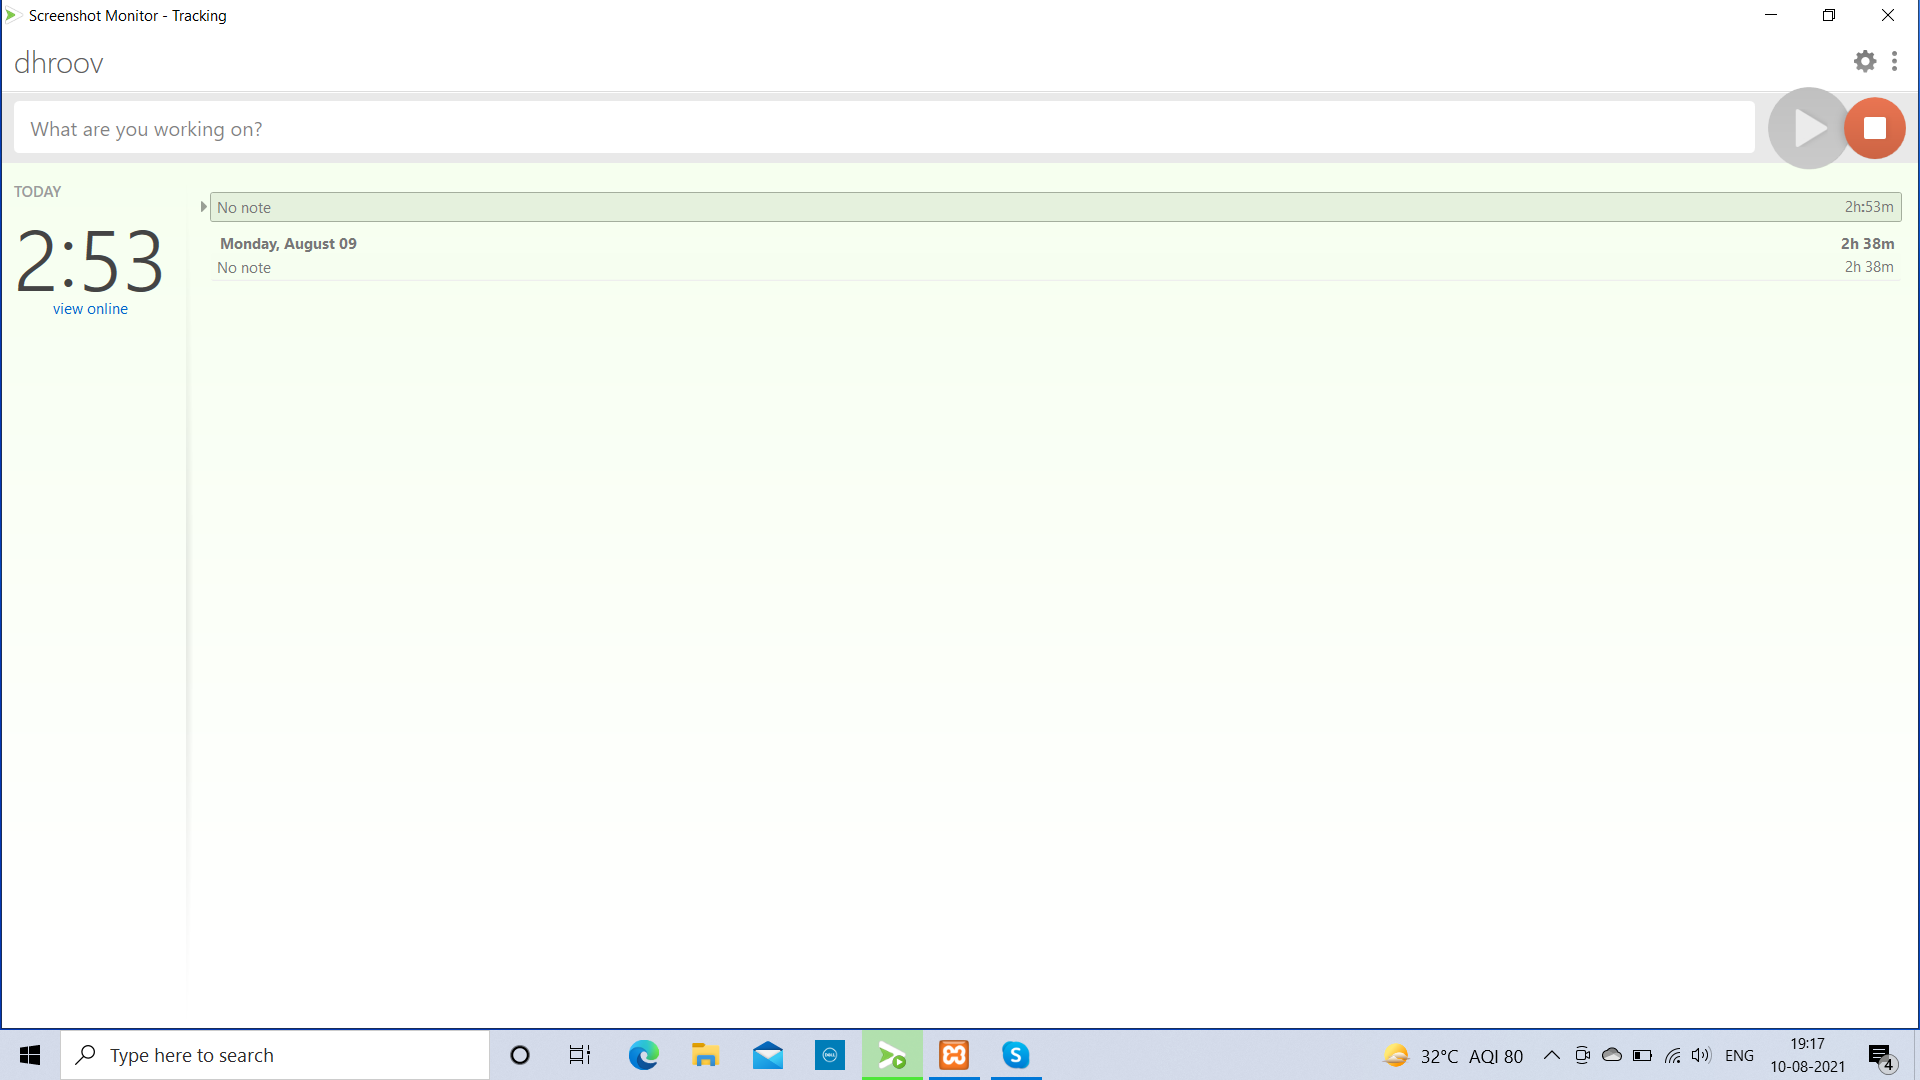 Screenshot Monitor - Tracking
dhroov
What are you working on?
TODAY
2:53
view online
No note 2h:53m
Monday, August 09 2h 38m
No note 2h 38m
Type here to search
DELL
S
32°C AQI 80
ENG
19:17
10-08-2021
4